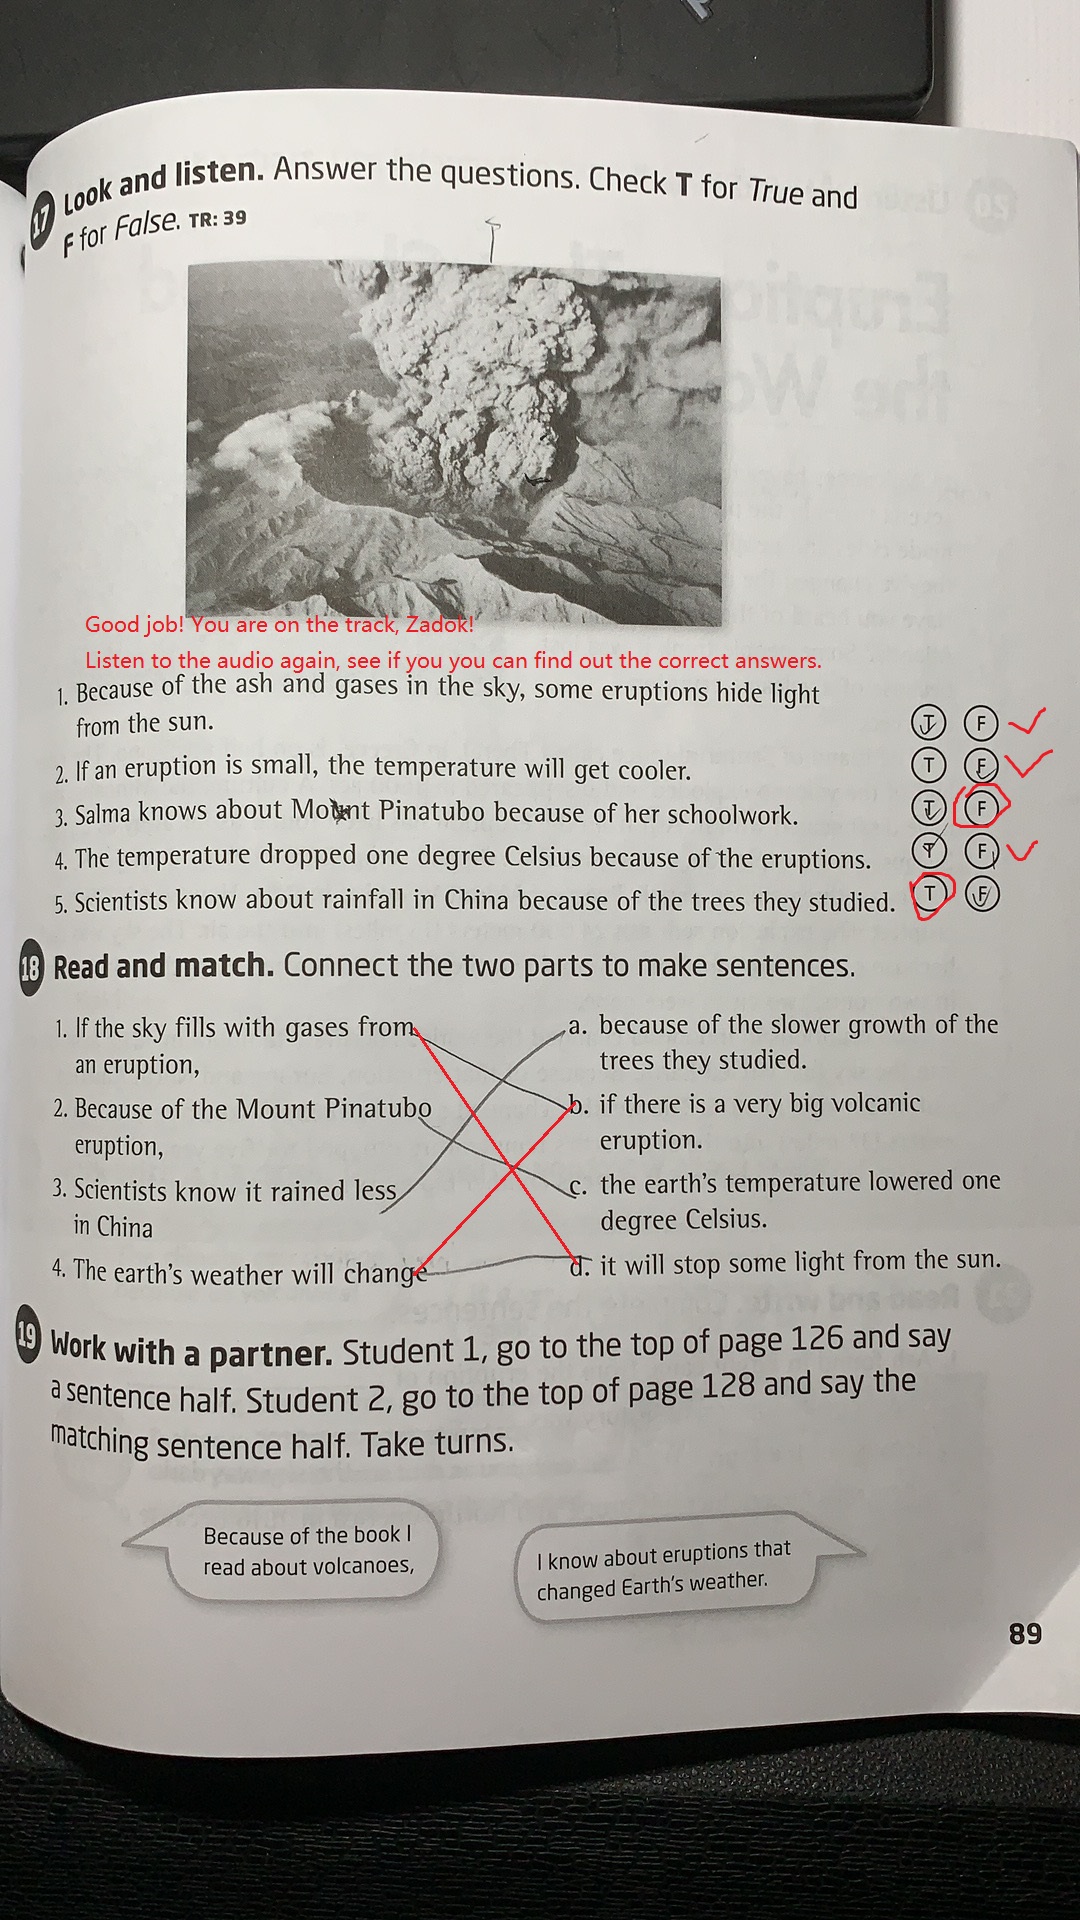 17 Look and listen. Answer the questions. Check T for True and
F for False. TR: 39
Good job! You are on the track, Zadok!
Listen to the audio again, see if you you can find out the correct answers.
1. Because of the ash and gases in the sky, some eruptions hide light
from the sun. T F
2. If an eruption is small, the temperature will get cooler. T F
3. Salma knows about Mount Pinatubo because of her schoolwork. T F
4. The temperature dropped one degree Celsius because of the eruptions. T F
5. Scientists know about rainfall in China because of the trees they studied. T F
18 Read and match. Connect the two parts to make sentences.
1. If the sky fills with gases from
an eruption,
2. Because of the Mount Pinatubo
eruption,
3. Scientists know it rained less
in China
4. The earth's weather will change
a. because of the slower growth of the
trees they studied.
b. if there is a very big volcanic
eruption.
c. the earth's temperature lowered one
degree Celsius.
d. it will stop some light from the sun.
19 Work with a partner. Student 1, go to the top of page 126 and say
a sentence half. Student 2, go to the top of page 128 and say the
matching sentence half. Take turns.
Because of the book I
read about volcanoes,
I know about eruptions that
changed Earth's weather.
89